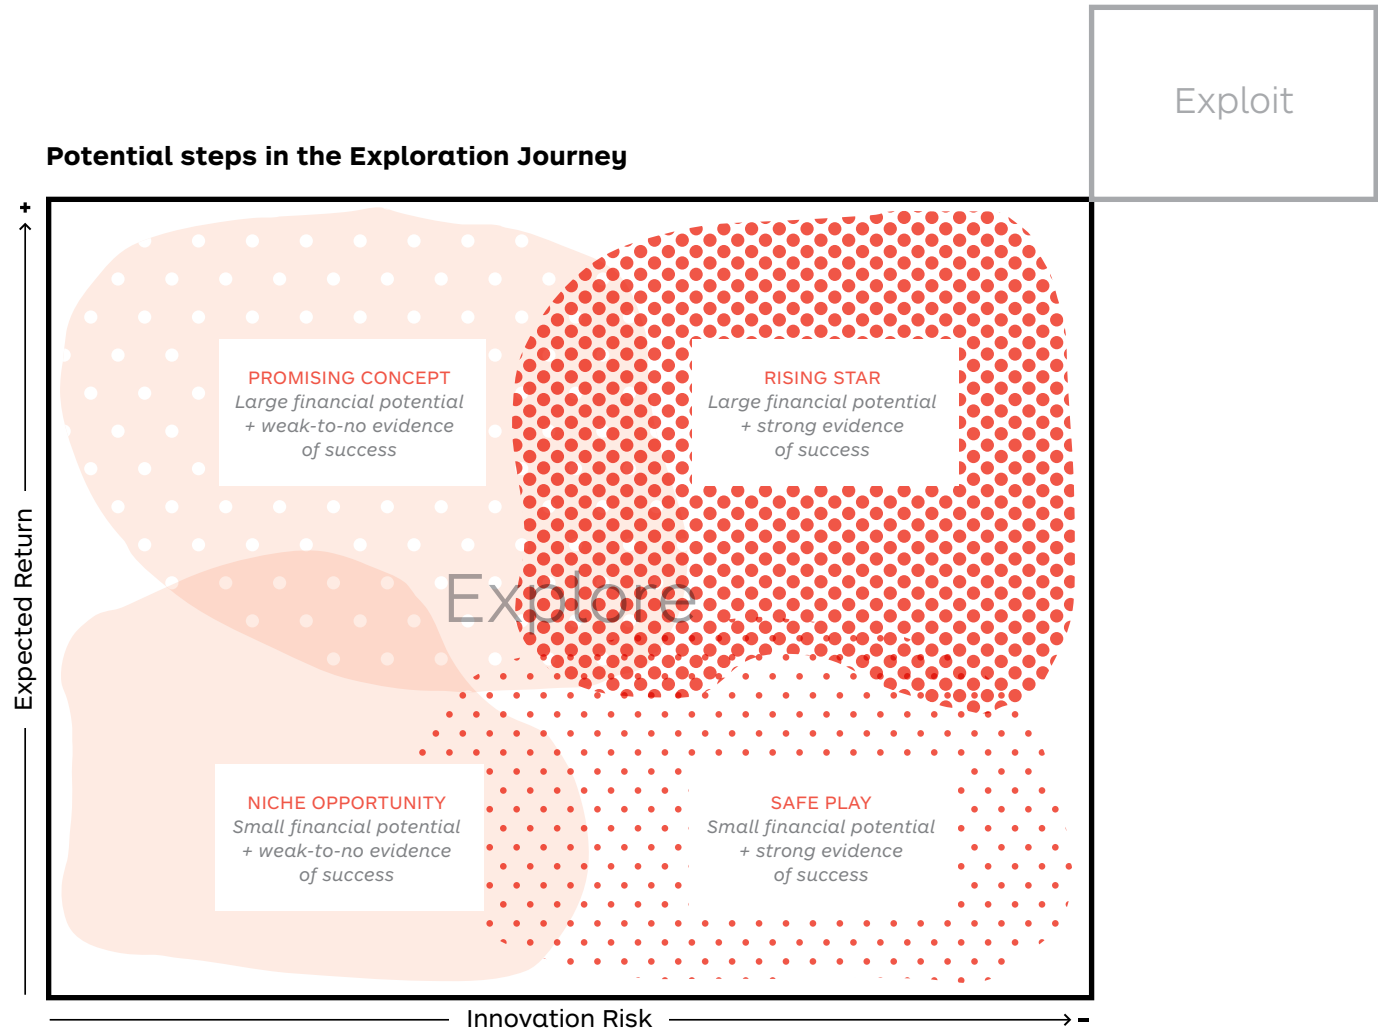 Exploit
Potential steps in the Exploration Journey
+
Expected Return
PROMISING CONCEPT
Large financial potential
+ weak-to-no evidence
of success
RISING STAR
Large financial potential
+ strong evidence
of success
Explore
NICHE OPPORTUNITY
Small financial potential
+ weak-to-no evidence
of success
SAFE PLAY
Small financial potential
+ strong evidence
of success
Innovation Risk
-